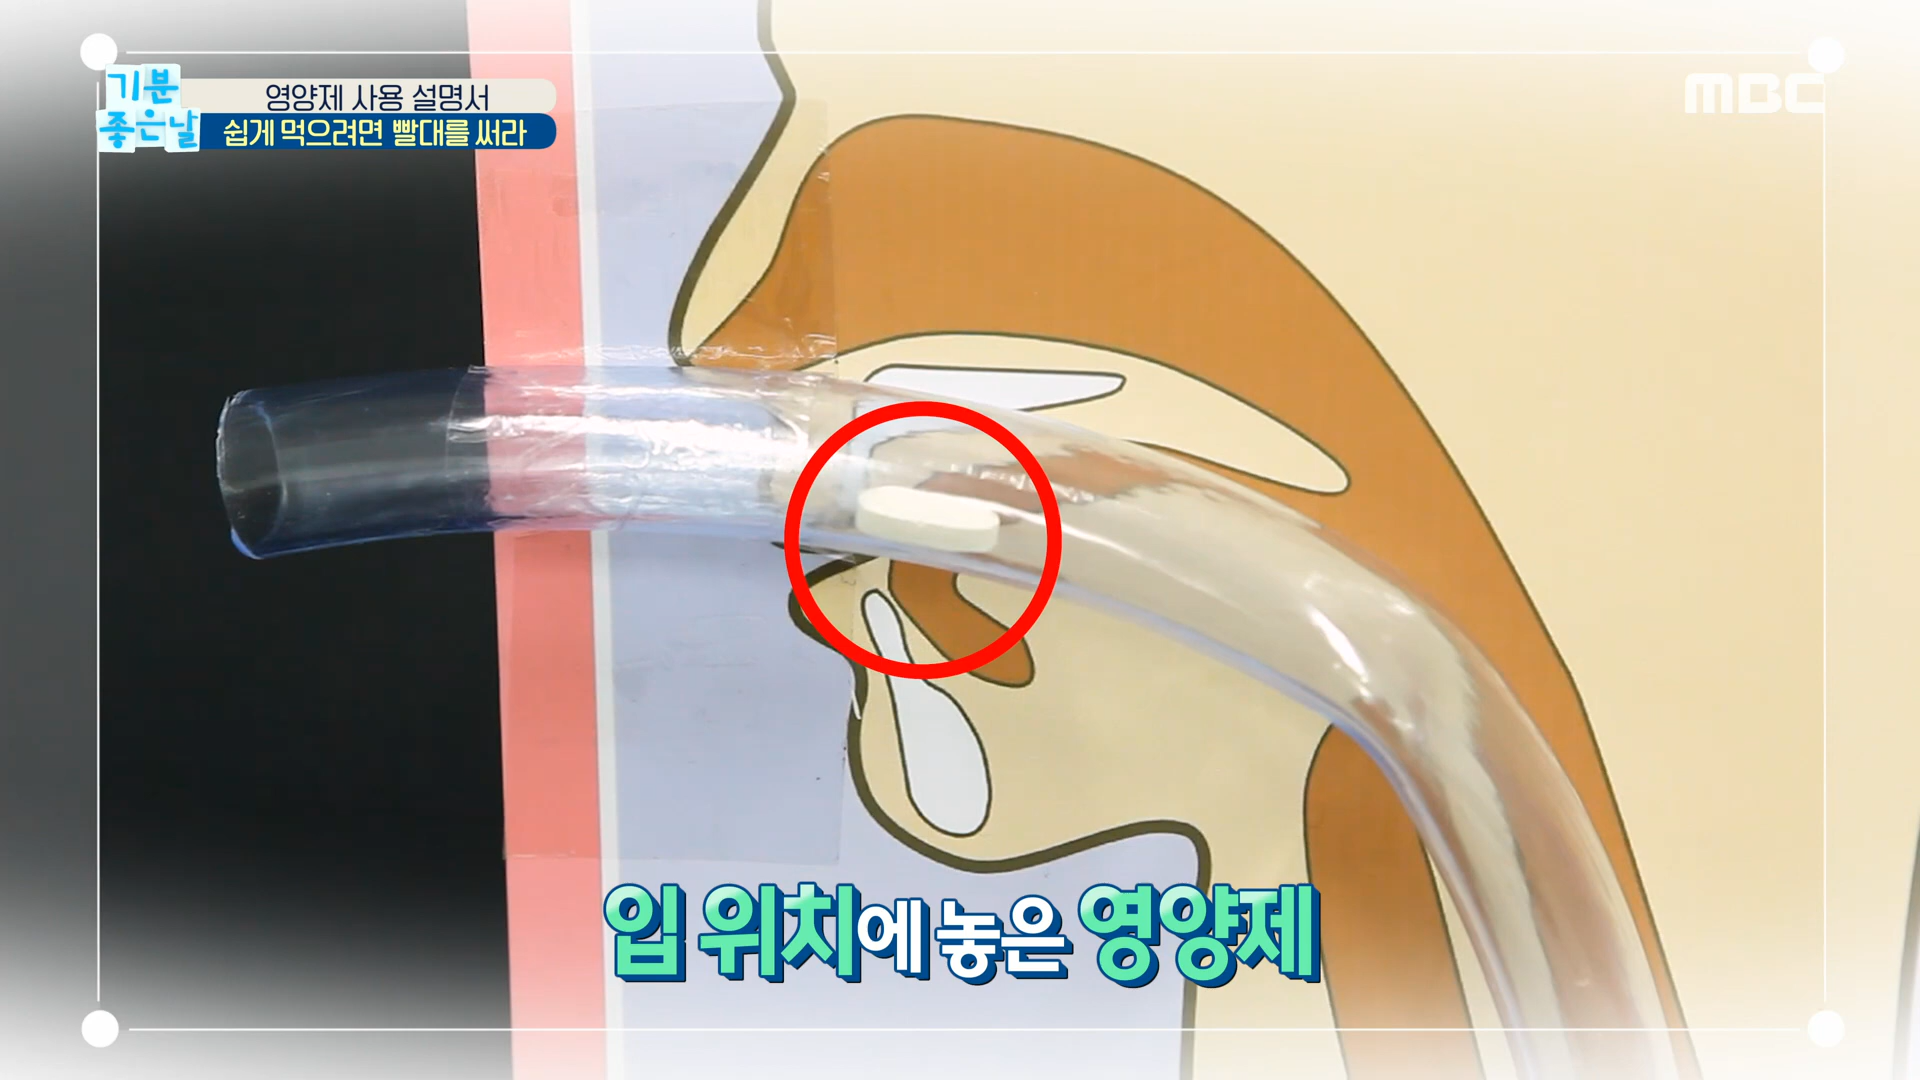 기분
좋은날
영양제 사용 설명서
쉽게 먹으려면 빨대를 써라
MBC
입 위치에 놓은 영양제